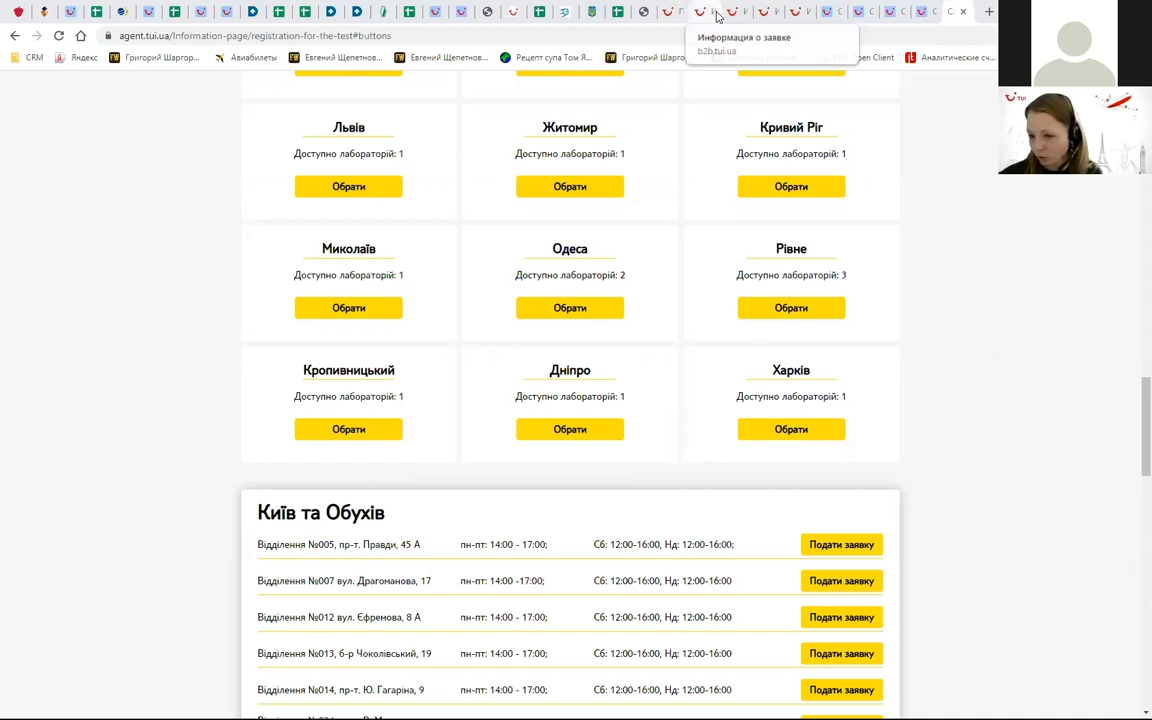 Информация о заявке
b2b.tui.ua
agent.tui.ua/Information-page/registration-for-the-test#buttons
CRM Яндекс Григорий Шаргор... Авиабилеты Евгений Щепетнов... Евгений Щепетнов... Рецепт супа Том Я... Григорий Шарго Open Client Аналитические сч...
TUI
Львів Житомир Кривий Ріг
Доступно лабораторій: 1 Доступно лабораторій: 1 Доступно лабораторій: 1
Обрати Обрати Обрати
Миколаїв Одеса Рівне
Доступно лабораторій: 1 Доступно лабораторій: 2 Доступно лабораторій: 3
Обрати Обрати Обрати
Кропивницький Дніпро Харків
Доступно лабораторій: 1 Доступно лабораторій: 1 Доступно лабораторій: 1
Обрати Обрати Обрати
Київ та Обухів
Відділення №005, пр-т. Правди, 45 А пн-пт: 14:00 - 17:00; Сб: 12:00-16:00, Нд: 12:00-16:00; Подати заявку
Відділення №007 вул. Драгоманова, 17 пн-пт: 14:00 -17:00; Сб: 12:00-16:00, Нд: 12:00-16:00 Подати заявку
Відділення №012 вул. Єфремова, 8 А пн-пт: 14:00 - 17:00; Сб: 12:00-16:00, Нд: 12:00-16:00 Подати заявку
Відділення №013, б-р Чоколівський, 19 пн-пт: 14:00 - 17:00; Сб: 12:00-16:00, Нд: 12:00-16:00 Подати заявку
Відділення №014, пр-т. Ю. Гагаріна, 9 пн-пт: 14:00 - 17:00; Сб: 12:00-16:00, Нд: 12:00-16:00 Подати заявку